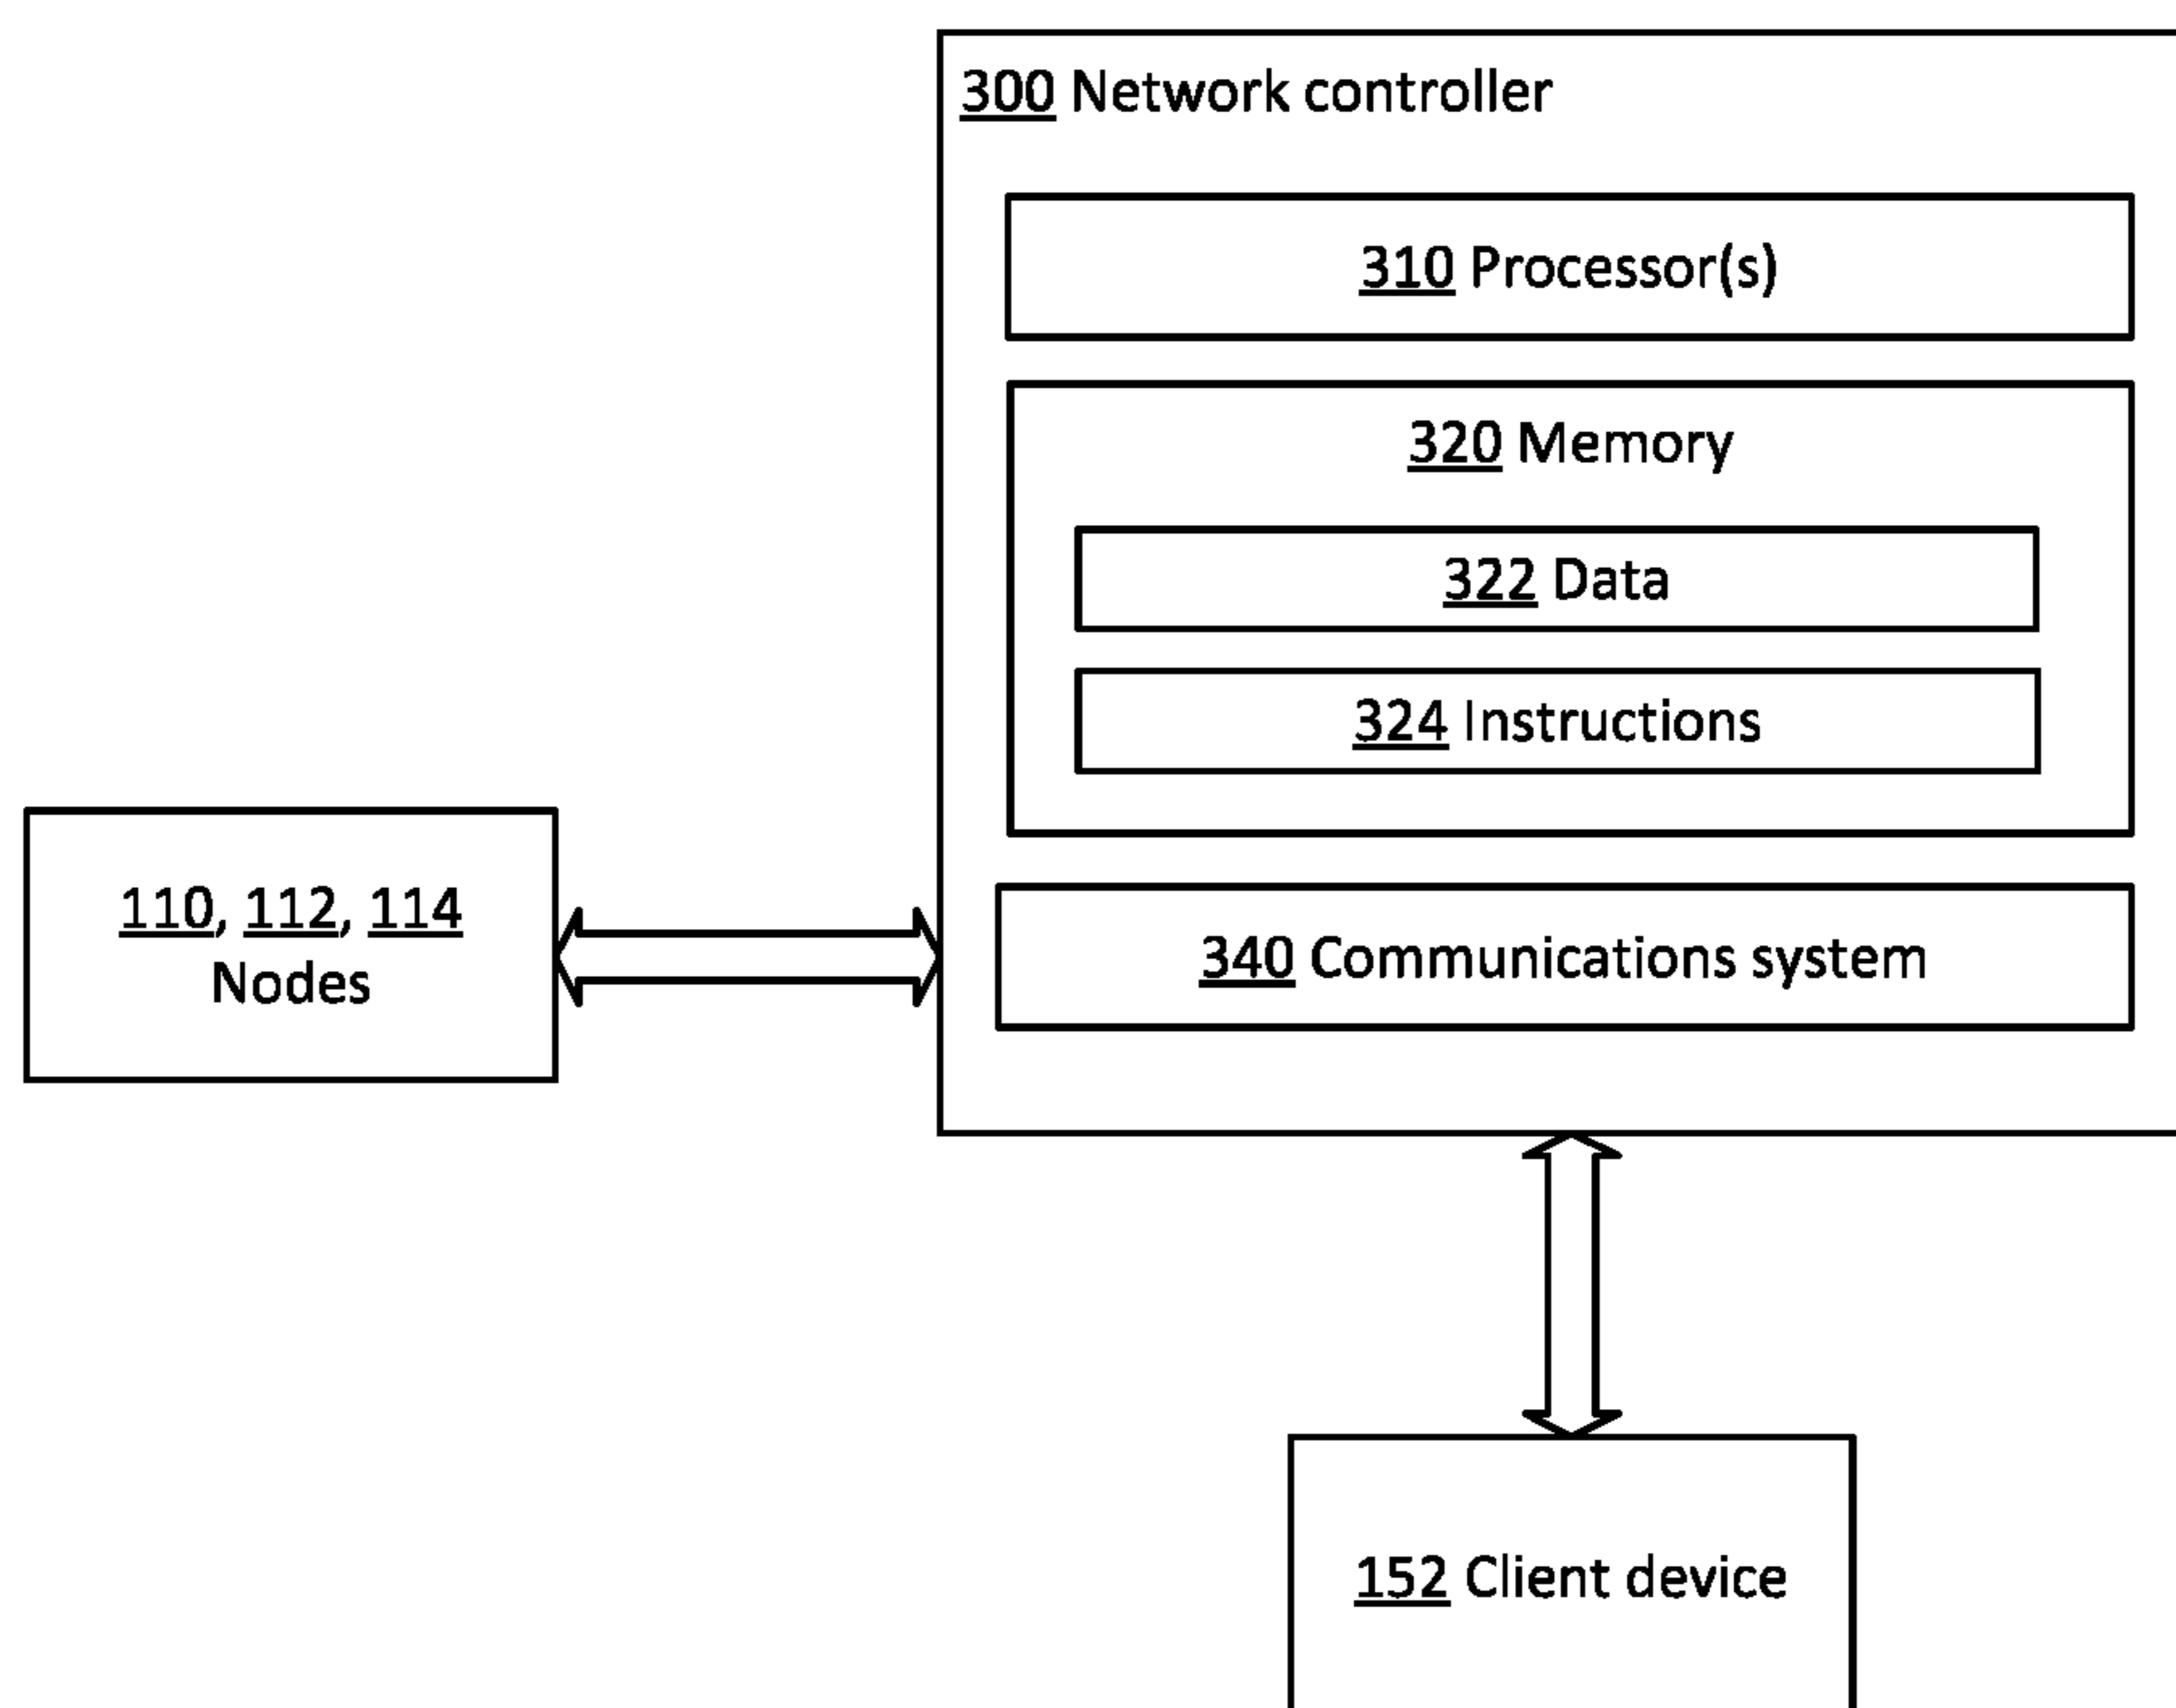 300 Network controller
310 Processor(s)
320 Memory
322 Data
324 Instructions
110, 112, 114
Nodes
340 Communications system
152 Client device